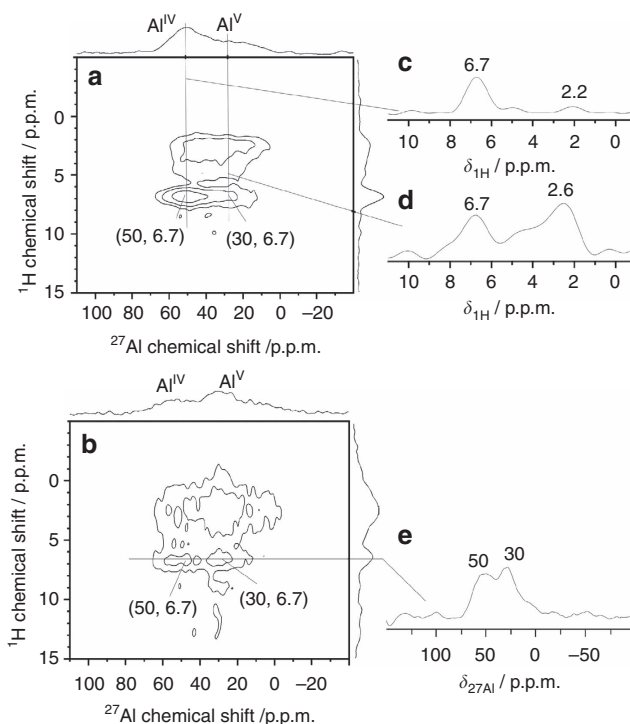 Al^IV Al^V
a
0
5
10
15
¹H chemical shift / p.p.m.
(50, 6.7) (30, 6.7)
100 80 60 40 20 0 −20
²⁷Al chemical shift /p.p.m.
c
6.7
2.2
10 8 6 4 2 0
δ1H / p.p.m.
d
6.7
2.6
10 8 6 4 2 0
δ1H / p.p.m.
Al^IV Al^V
b
0
5
10
15
¹H chemical shift / p.p.m.
(50, 6.7) (30, 6.7)
100 80 60 40 20 0 −20
²⁷Al chemical shift / p.p.m.
e
50 30
100 50 0 −50
δ27Al / p.p.m.